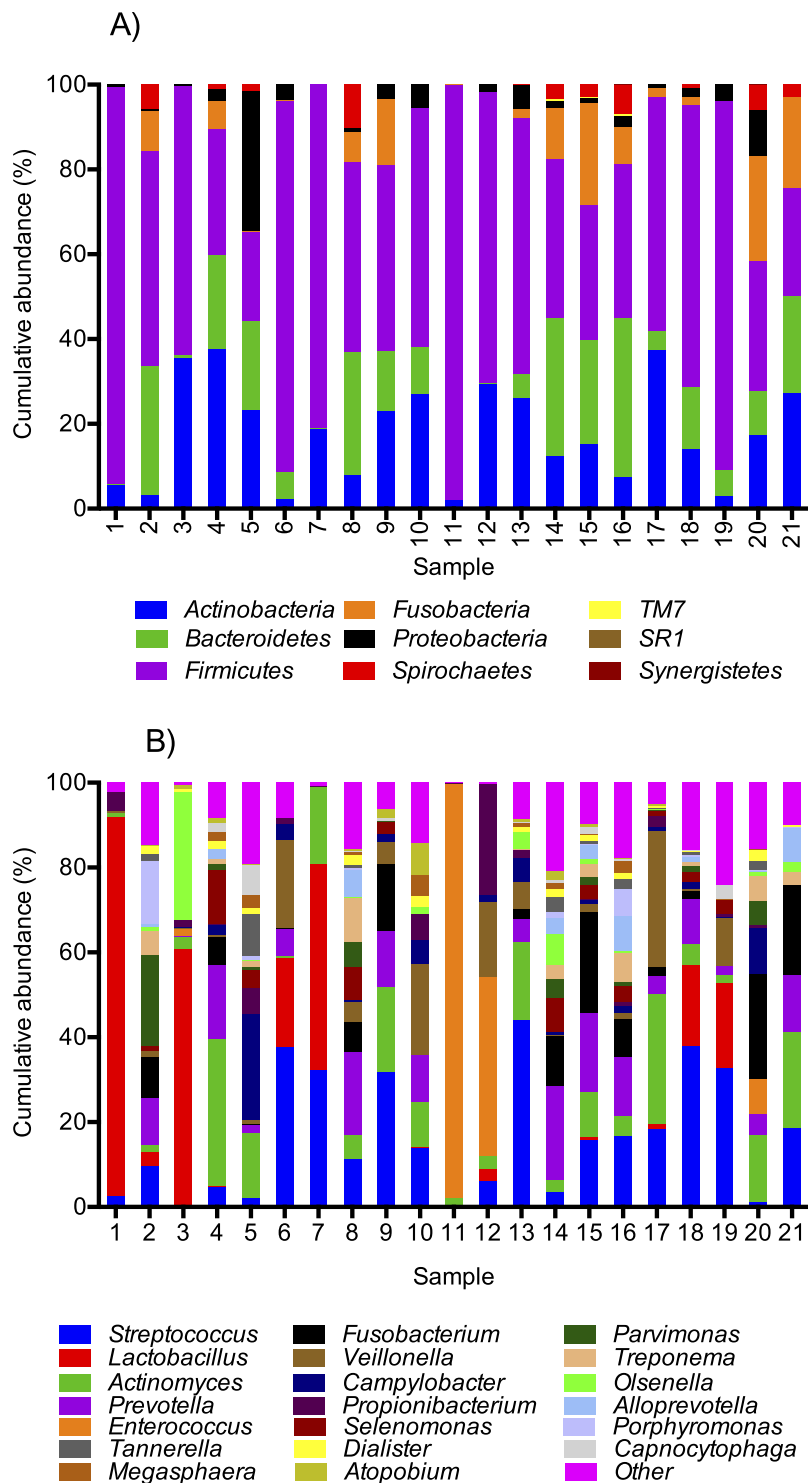 A)
100
80
60
40
20
0
Cumulative abundance (%)
1 2 3 4 5 6 7 8 9 10 11 12 13 14 15 16 17 18 19 20 21
Sample
Actinobacteria Fusobacteria TM7
Bacteroidetes Proteobacteria SR1
Firmicutes Spirochaetes Synergistetes
B)
100
80
60
40
20
0
Cumulative abundance (%)
1 2 3 4 5 6 7 8 9 10 11 12 13 14 15 16 17 18 19 20 21
Sample
Streptococcus Fusobacterium Parvimonas
Lactobacillus Veillonella Treponema
Actinomyces Campylobacter Olsenella
Prevotella Propionibacterium Alloprevotella
Enterococcus Selenomonas Porphyromonas
Tannerella Dialister Capnocytophaga
Megasphaera Atopobium Other